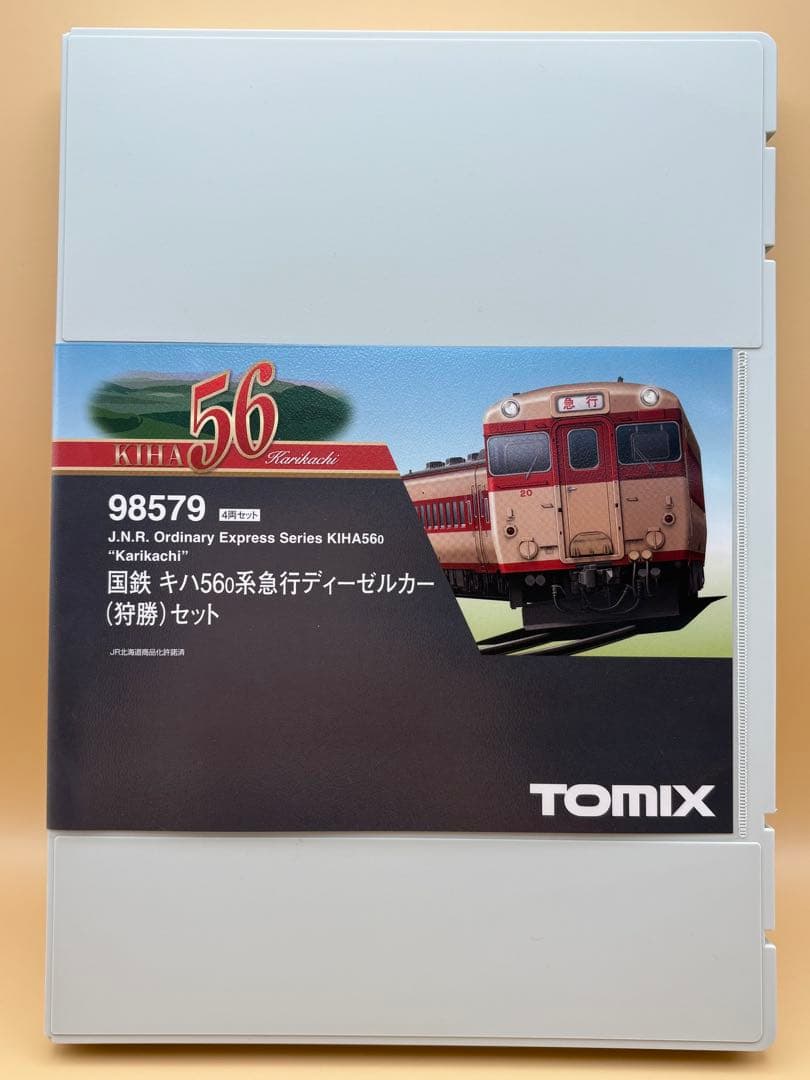 KIHA56
Karikachi
急行
20
98579 4両セット
J.N.R. Ordinary Express Series KIHA560
“Karikachi”
国鉄 キハ560系急行ディーゼルカー
(狩勝)セット
JR北海道商品化許諾済
TOMIX